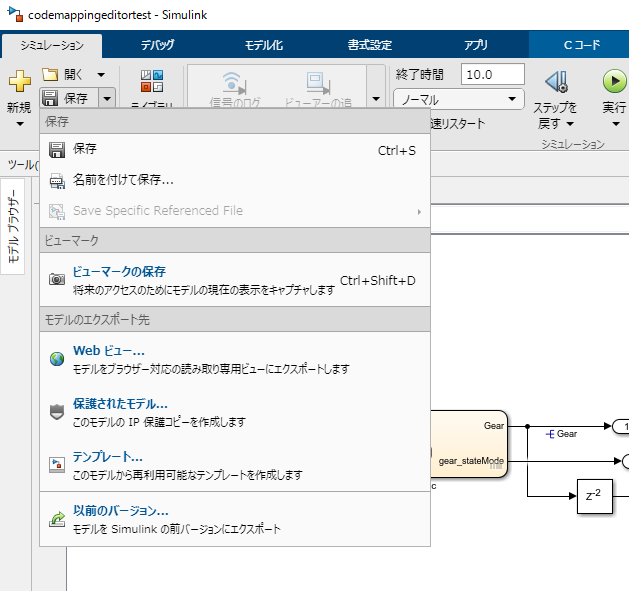 codemappingeditortest - Simulink
シミュレーション デバッグ モデル化 書式設定 アプリ C コード
新規
開く
保存
信号のログ
終了時間 10.0
ノーマル
速リスタート
ステップを
戻す
実行
シミュレーション
ツール
モデル ブラウザー
保存
保存 Ctrl+S
名前を付けて保存...
Save Specific Referenced File
ビューマーク
ビューマークの保存
将来のアクセスのためにモデルの現在の表示をキャプチャします
Ctrl+Shift+D
モデルのエクスポート先
Web ビュー...
モデルをブラウザー対応の読み取り専用ビューにエクスポートします
保護されたモデル...
このモデルの IP 保護コピーを作成します
テンプレート...
このモデルから再利用可能なテンプレートを作成します
以前のバージョン...
モデルを Simulink の前バージョンにエクスポート
Gear
Gear
1
gear_stateMode
c
Z-2